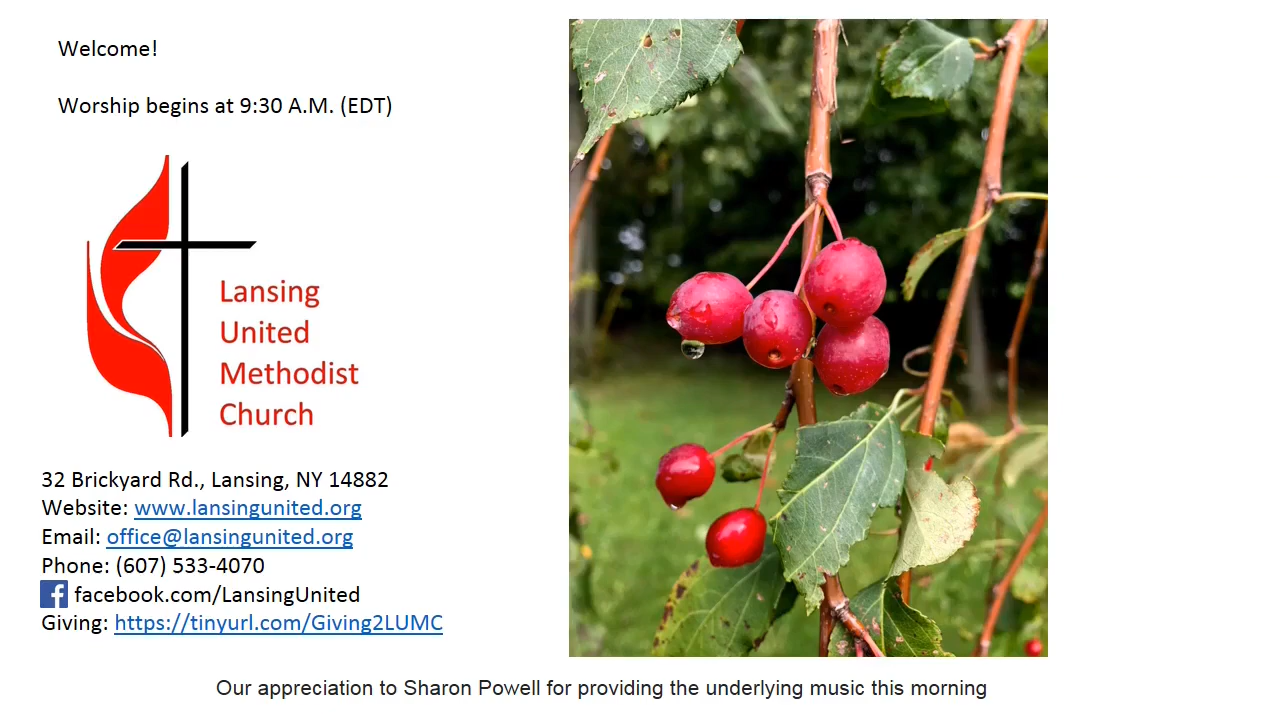 Welcome!
Worship begins at 9:30 A.M. (EDT)
Lansing
United
Methodist
Church
32 Brickyard Rd., Lansing, NY 14882
Website: www.lansingunited.org
Email: office@lansingunited.org
Phone: (607) 533-4070
facebook.com/LansingUnited
Giving: https://tinyurl.com/Giving2LUMC
Our appreciation to Sharon Powell for providing the underlying music this morning